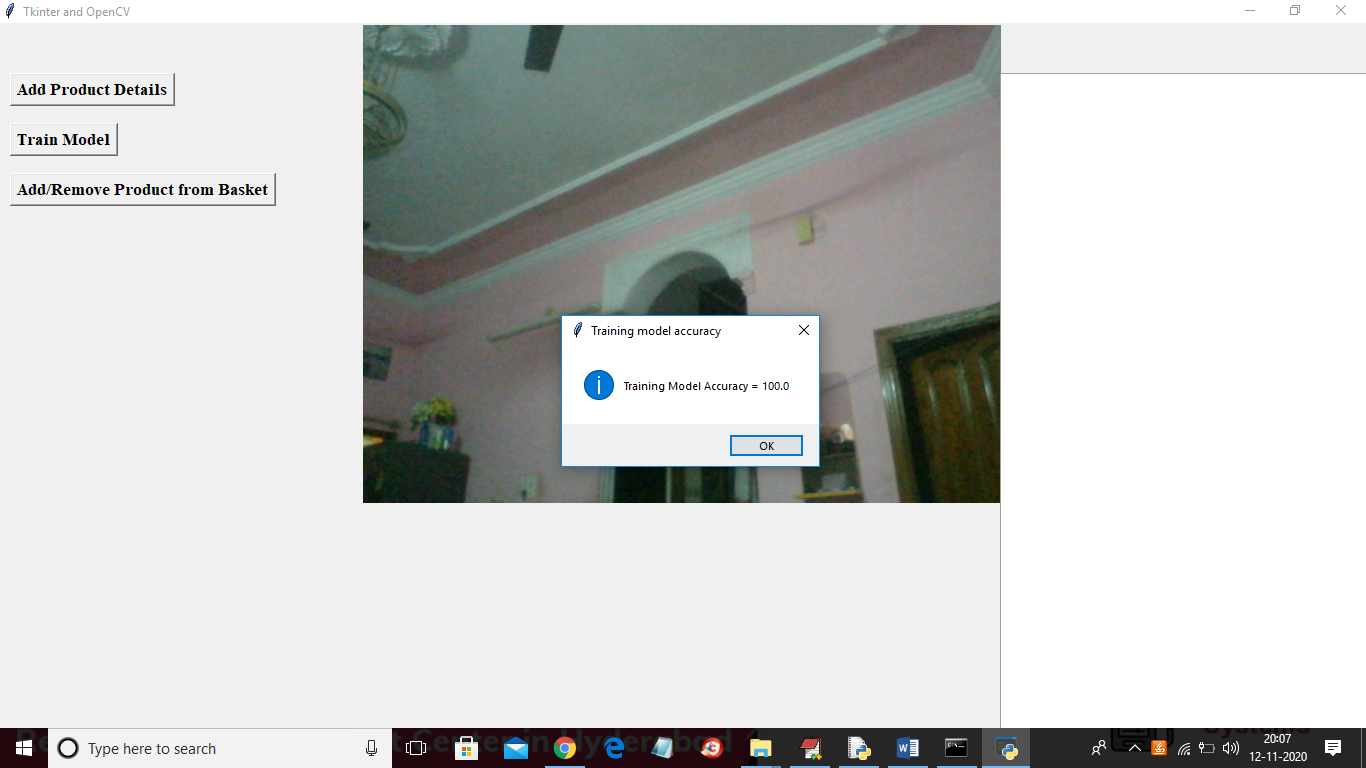 Tkinter and OpenCV
Add Product Details
Train Model
Add/Remove Product from Basket
Training model accuracy
Training Model Accuracy = 100.0
OK
Type here to search
20:07
12-11-2020